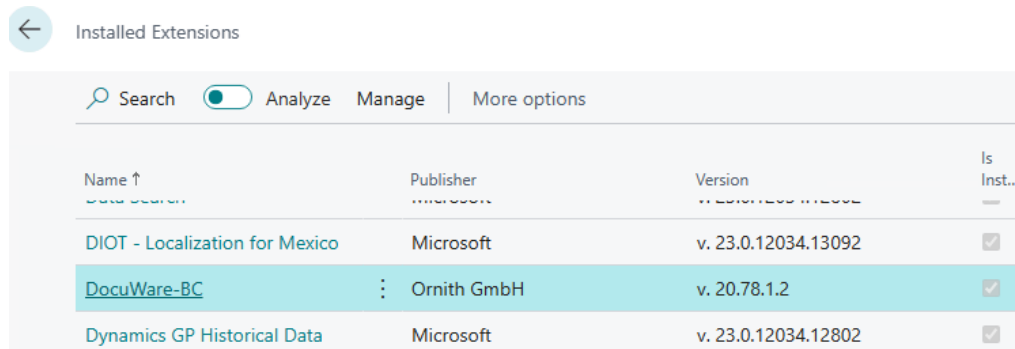 Installed Extensions
Search Analyze Manage More options
Name ↑ Publisher Version Is Inst..
DIOT - Localization for Mexico Microsoft v. 23.0.12034.13092
DocuWare-BC Ornith GmbH v. 20.78.1.2
Dynamics GP Historical Data Microsoft v. 23.0.12034.12802